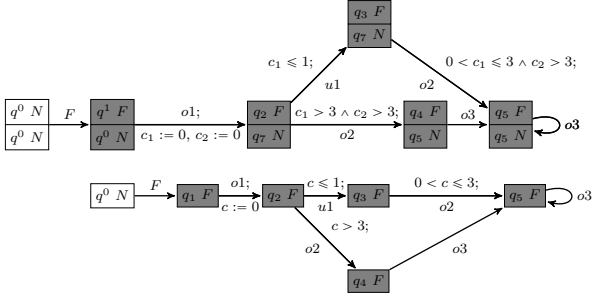 q₃ F
q₇ N
c₁ ⩽ 1;
u1
0 < c₁ ⩽ 3 ∧ c₂ > 3;
o2
q⁰ N
q⁰ N
F
q¹ F
q⁰ N
o1;
c₁ := 0, c₂ := 0
q₂ F
q₇ N
c₁ > 3 ∧ c₂ > 3;
o2
q₄ F
q₅ N
o3
q₅ F
q₅ N
o3
q⁰ N
F
q₁ F
o1;
c := 0
q₂ F
c ⩽ 1;
u1
q₃ F
0 < c ⩽ 3;
o2
q₅ F
o3
c > 3;
o2
o3
q₄ F